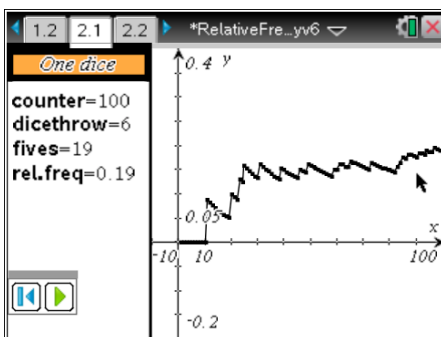 1.2 2.1 2.2 *RelativeFre...yv6
One dice
counter=100
dicethrow=6
fives=19
rel.freq=0.19
0.4 y
0.05
x
-10 10 100
-0.2